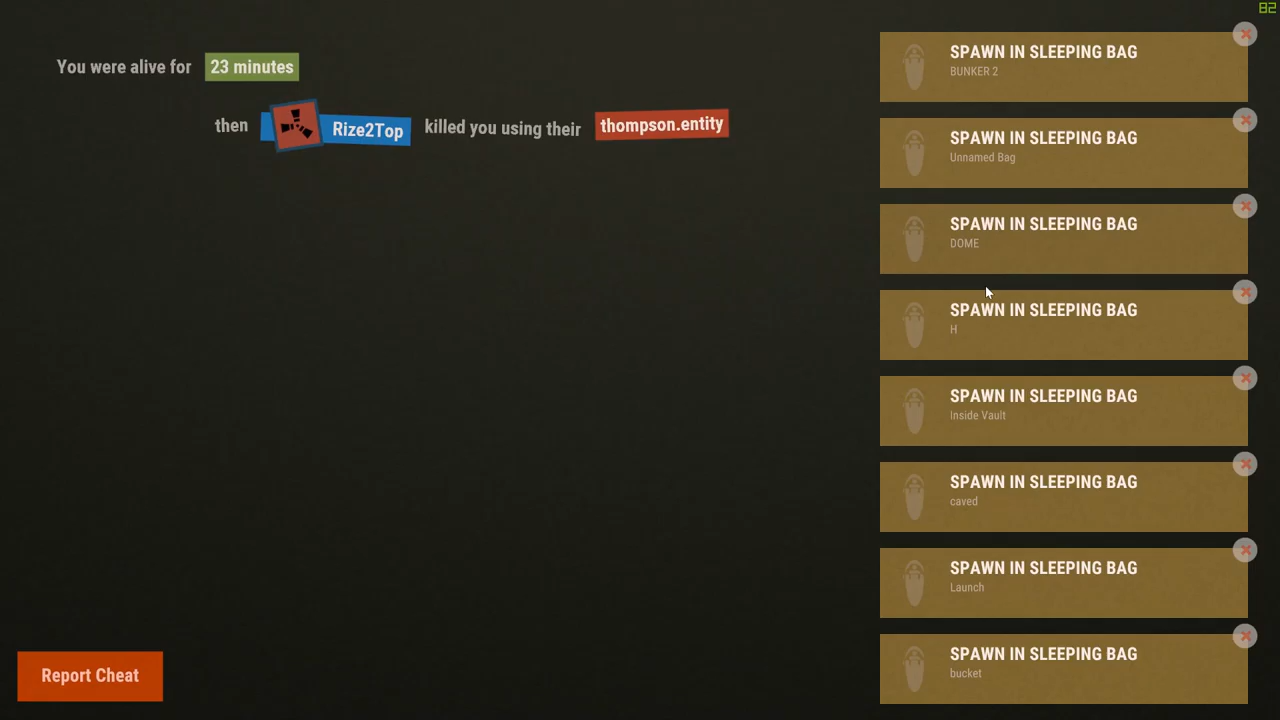 82
You were alive for 23 minutes
then Rize2Top killed you using their thompson.entity
SPAWN IN SLEEPING BAG
BUNKER 2
SPAWN IN SLEEPING BAG
Unnamed Bag
SPAWN IN SLEEPING BAG
DOME
SPAWN IN SLEEPING BAG
H
SPAWN IN SLEEPING BAG
Inside Vault
SPAWN IN SLEEPING BAG
caved
SPAWN IN SLEEPING BAG
Launch
SPAWN IN SLEEPING BAG
bucket
Report Cheat